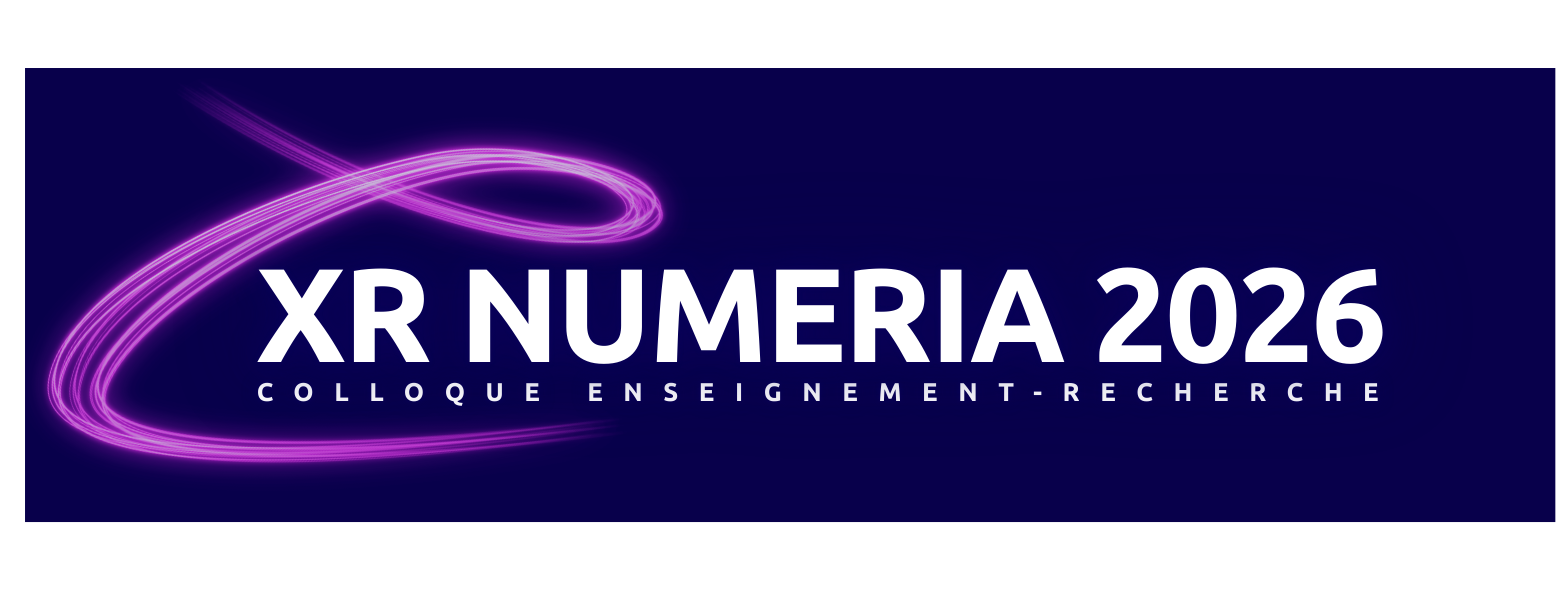 XR NUMERIA 2026
COLLOQUE ENSEIGNEMENT-RECHERCHE